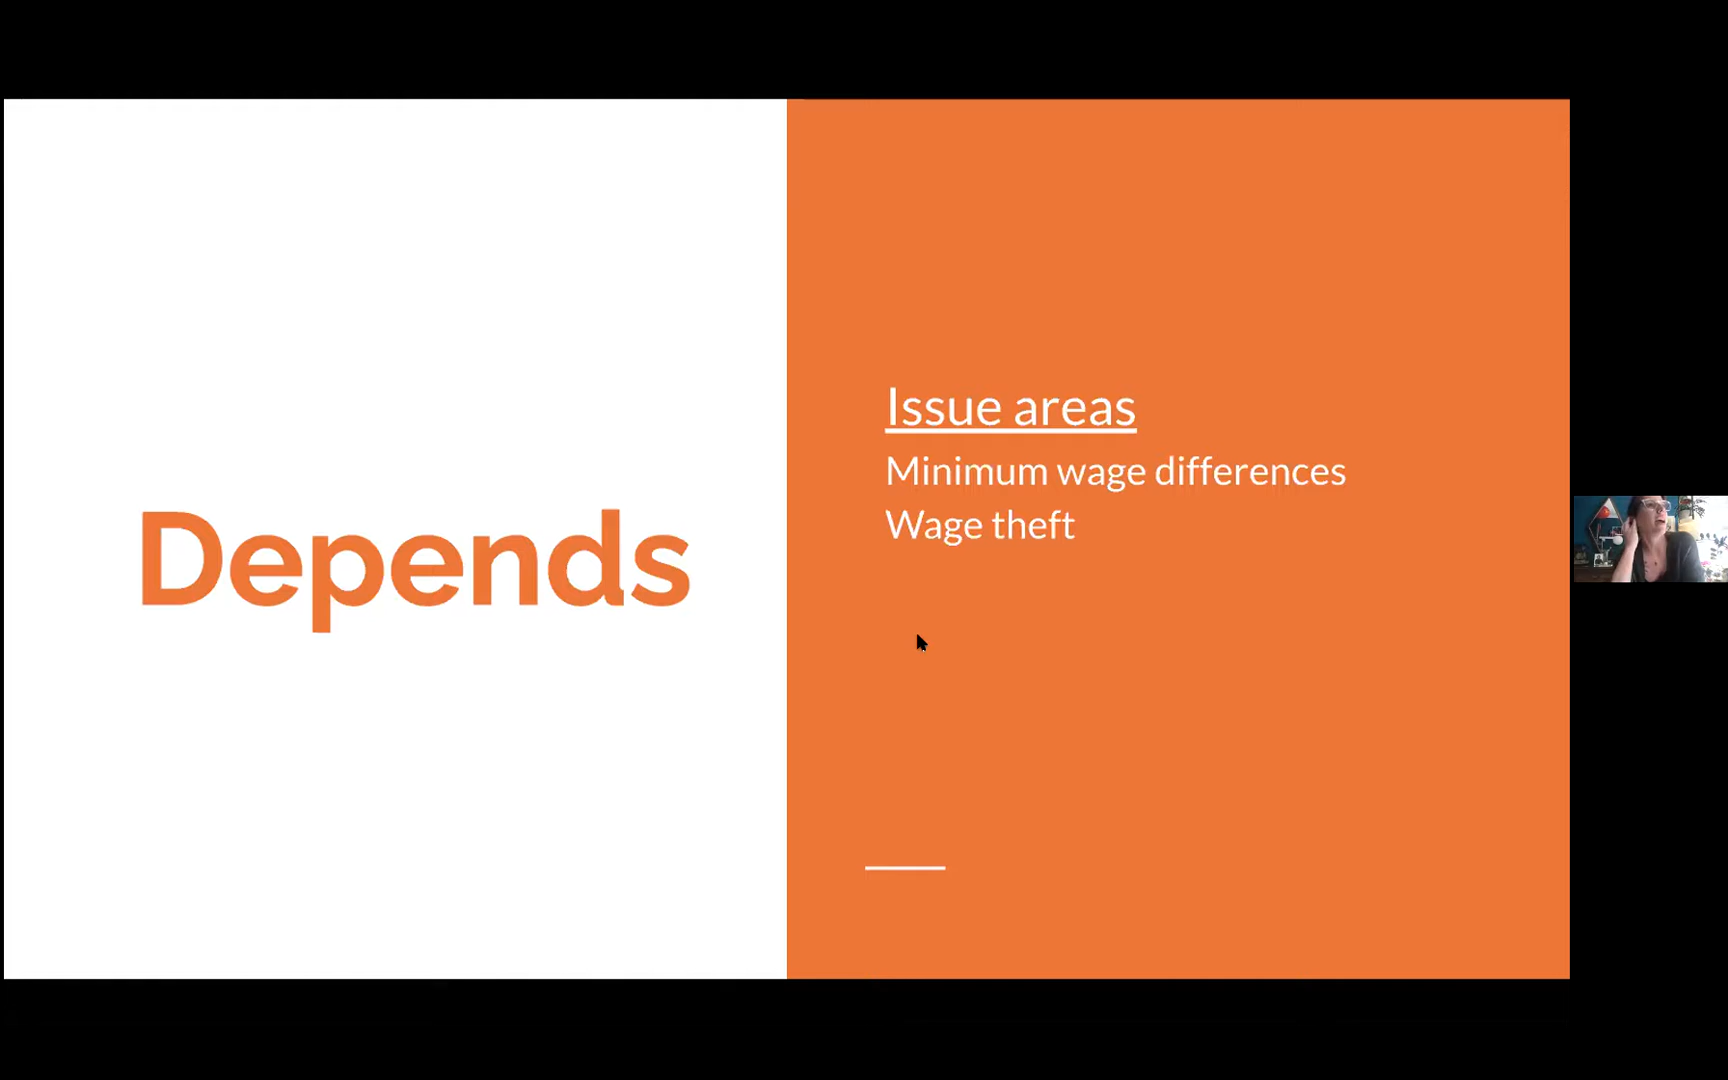 Depends
Issue areas
Minimum wage differences
Wage theft